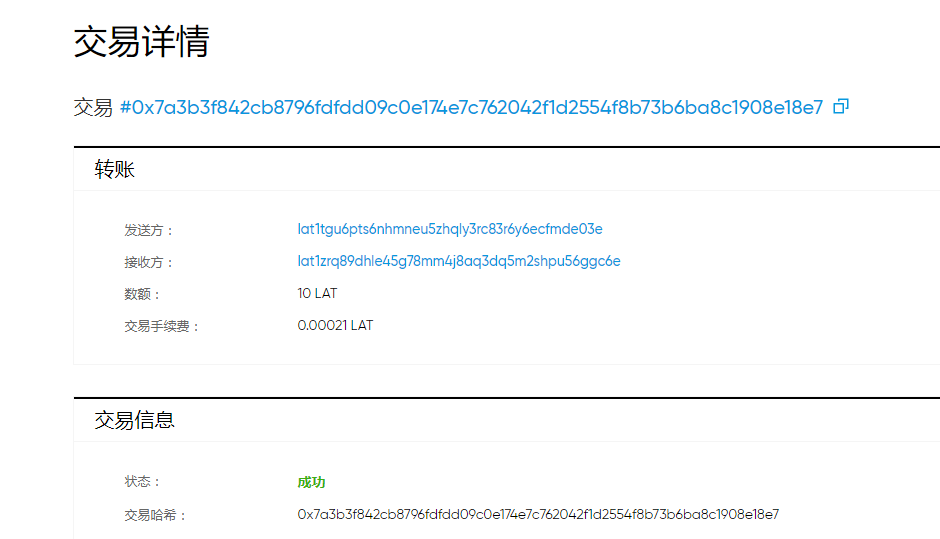 交易详情
交易 #0x7a3b3f842cb8796fdfdd09c0e174e7c762042f1d2554f8b73b6ba8c1908e18e7
转账
发送方： lat1tgu6pts6nhmneu5zhqly3rc83r6y6ecfmde03e
接收方： lat1zrq89dhle45g78mm4j8aq3dq5m2shpu56ggc6e
数额： 10 LAT
交易手续费： 0.00021 LAT
交易信息
状态： 成功
交易哈希： 0x7a3b3f842cb8796fdfdd09c0e174e7c762042f1d2554f8b73b6ba8c1908e18e7